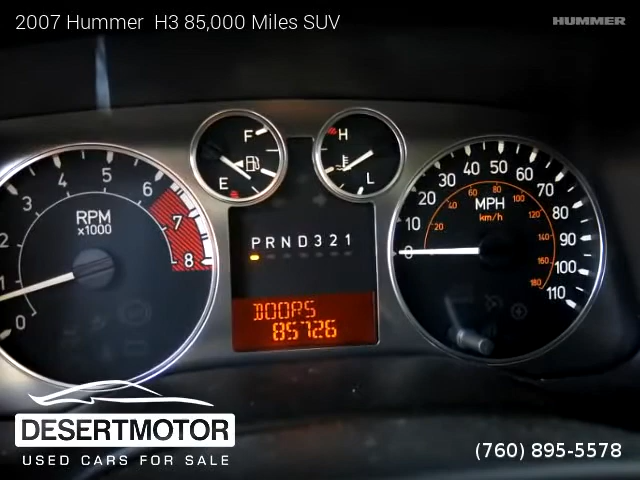 2007 Hummer H3 85,000 Miles SUV
HUMMER
F
E
H
L
0
1
2
3
4
5
6
7
8
RPM
x1000
0
10
20
30
40
50
60
70
80
90
100
110
MPH
km/h
20
40
60
80
100
120
140
160
180
PRND321
DOORS
85726
DESERTMOTOR
USED CARS FOR SALE
(760) 895-5578